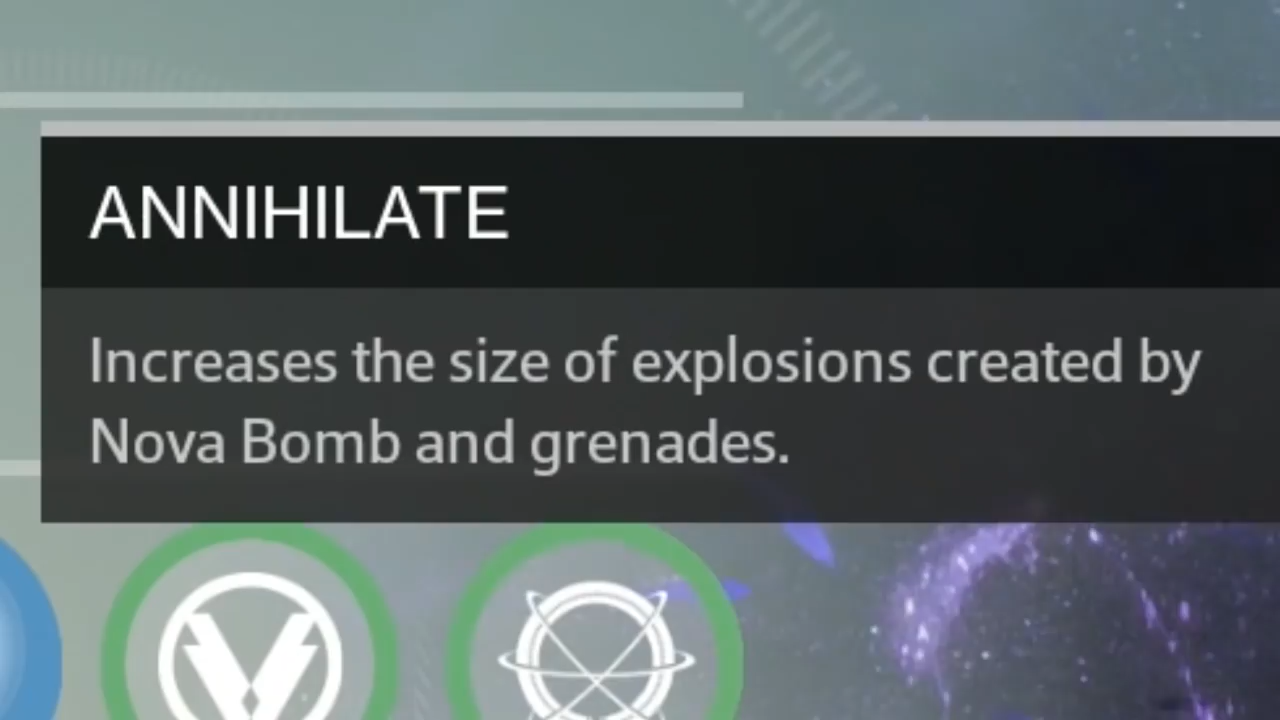 ANNIHILATE
Increases the size of explosions created by
Nova Bomb and grenades.